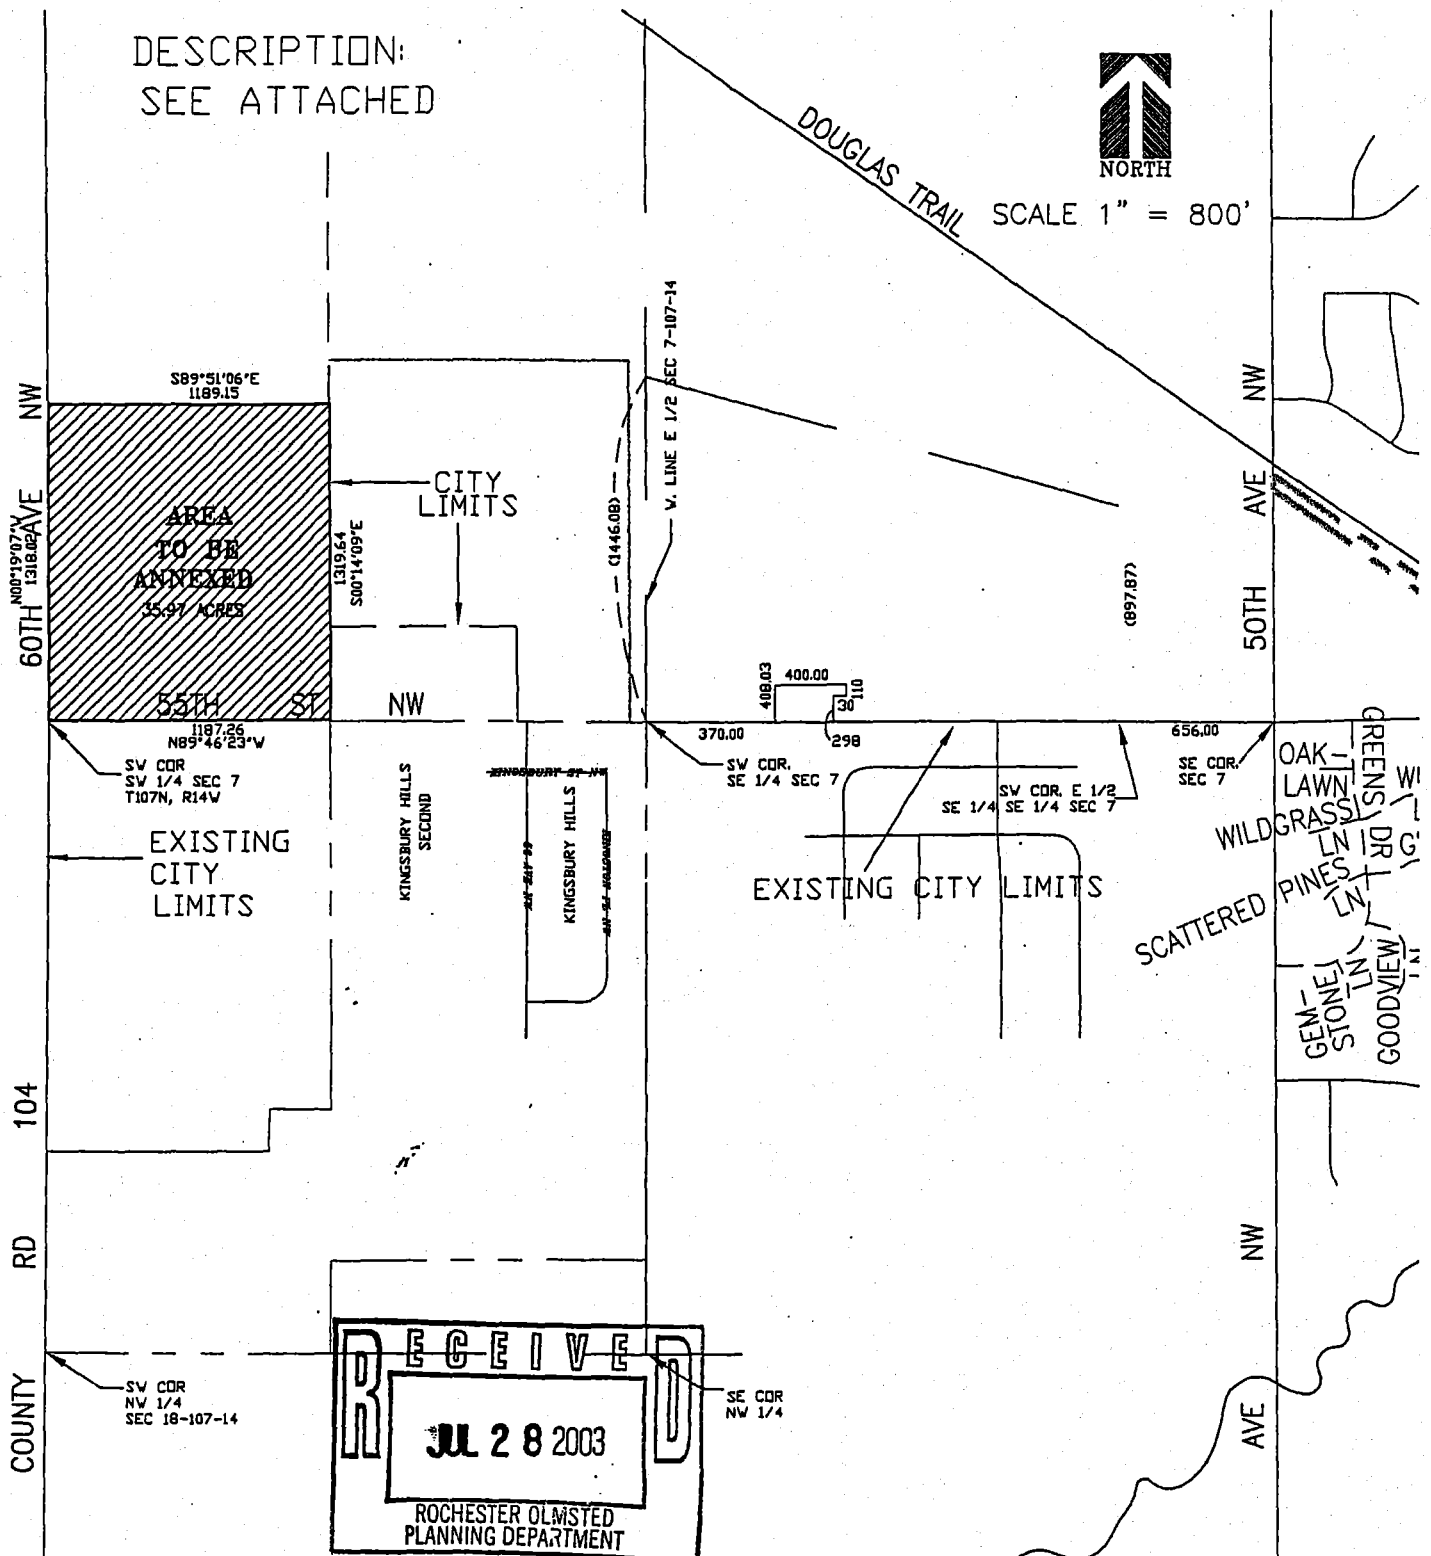 DESCRIPTION:
SEE ATTACHED
NORTH
SCALE 1" = 800'
DOUGLAS TRAIL
W. LINE E 1/2 SEC 7-107-14
S89°51'06"E
1189.15
60TH AVE NW
N00°19'07"W
1318.02
AREA
TO BE
ANNEXED
35.97 ACRES
1319.64
S00°14'09"E
CITY
LIMITS
(1446.08)
(897.87)
50TH AVE NW
55TH ST NW
1187.26
N89°46'23"W
408.03
400.00
110
30
298
370.00
656.00
SW COR
SW 1/4 SEC 7
T107N, R14W
SW COR.
SE 1/4 SEC 7
SW COR. E 1/2
SE 1/4 SE 1/4 SEC 7
SE COR.
SEC 7
KINGSBURY HILLS
SECOND
KINGSBURY ST NW
KINGSBURY HILLS
EXISTING
CITY
LIMITS
EXISTING CITY LIMITS
OAK-
LAWN
GREENS DR
WILDGRASS
LN
SCATTERED PINES
LN
GEM-
STONE
LN
GOODVIEW
COUNTY RD 104
AVE NW
SW COR
NW 1/4
SEC 18-107-14
SE COR
NW 1/4
RECEIVED
JUL 28 2003
ROCHESTER OLMSTED
PLANNING DEPARTMENT